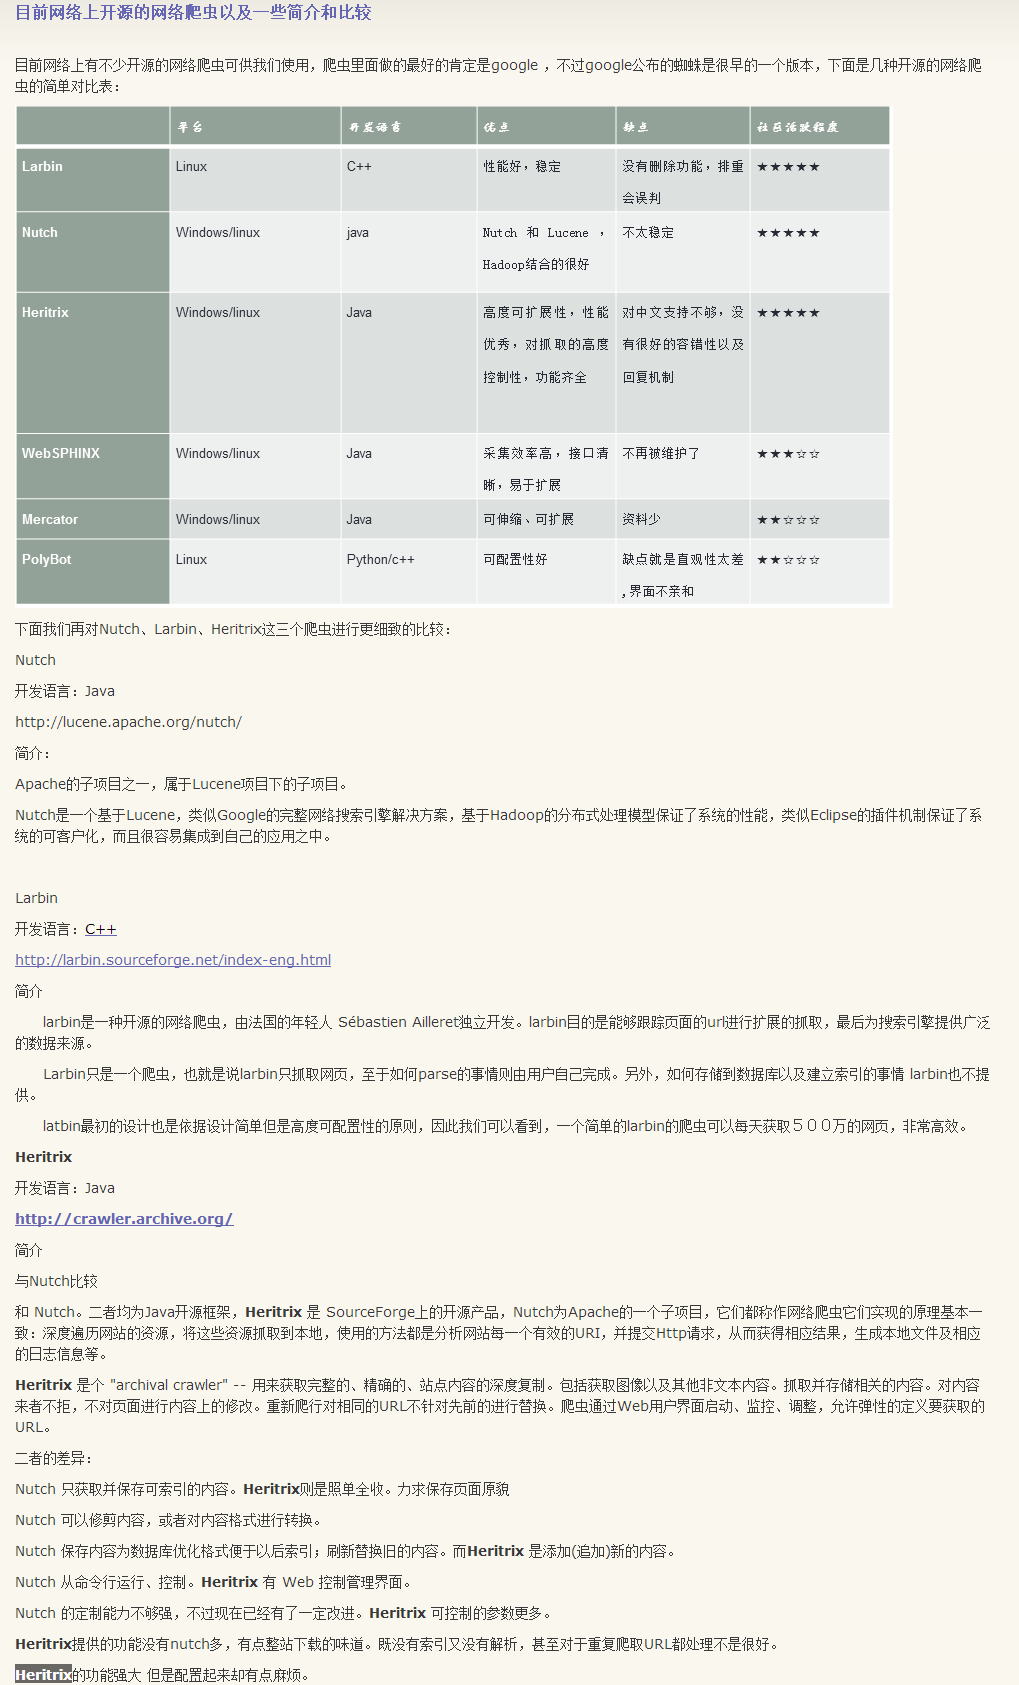 目前网络上开源的网络爬虫以及一些简介和比较
目前网络上有不少开源的网络爬虫可供我们使用，爬虫里面做的最好的肯定是google ，不过google公布的蜘蛛是很早的一个版本，下面是几种开源的网络爬
虫的简单对比表：
平台 开发语言 优点 缺点 社区活跃程度
Larbin Linux C++ 性能好，稳定 没有删除功能，排重
会误判 ★★★★★
Nutch Windows/linux java Nutch 和 Lucene ，
Hadoop结合的很好 不太稳定 ★★★★★
Heritrix Windows/linux Java 高度可扩展性，性能
优秀，对抓取的高度
控制性，功能齐全 对中文支持不够，没
有很好的容错性以及
回复机制 ★★★★★
WebSPHINX Windows/linux Java 采集效率高，接口清
晰，易于扩展 不再被维护了 ★★★☆☆
Mercator Windows/linux Java 可伸缩、可扩展 资料少 ★★☆☆☆
PolyBot Linux Python/c++ 可配置性好 缺点就是直观性太差
,界面不亲和 ★★☆☆☆
下面我们再对Nutch、Larbin、Heritrix这三个爬虫进行更细致的比较：
Nutch
开发语言：Java
http://lucene.apache.org/nutch/
简介：
Apache的子项目之一，属于Lucene项目下的子项目。
Nutch是一个基于Lucene，类似Google的完整网络搜索引擎解决方案，基于Hadoop的分布式处理模型保证了系统的性能，类似Eclipse的插件机制保证了系
统的可客户化，而且很容易集成到自己的应用之中。
Larbin
开发语言：C++
http://larbin.sourceforge.net/index-eng.html
简介
larbin是一种开源的网络爬虫，由法国的年轻人 Sébastien Ailleret独立开发。larbin目的是能够跟踪页面的url进行扩展的抓取，最后为搜索引擎提供广泛
的数据来源。
Larbin只是一个爬虫，也就是说larbin只抓取网页，至于如何parse的事情则由用户自己完成。另外，如何存储到数据库以及建立索引的事情 larbin也不提
供。
latbin最初的设计也是依据设计简单但是高度可配置性的原则，因此我们可以看到，一个简单的larbin的爬虫可以每天获取５００万的网页，非常高效。
Heritrix
开发语言：Java
http://crawler.archive.org/
简介
与Nutch比较
和 Nutch。二者均为Java开源框架，Heritrix 是 SourceForge上的开源产品，Nutch为Apache的一个子项目，它们都称作网络爬虫它们实现的原理基本一
致：深度遍历网站的资源，将这些资源抓取到本地，使用的方法都是分析网站每一个有效的URI，并提交Http请求，从而获得相应结果，生成本地文件及相应
的日志信息等。
Heritrix 是个 "archival crawler" -- 用来获取完整的、精确的、站点内容的深度复制。包括获取图像以及其他非文本内容。抓取并存储相关的内容。对内容
来者不拒，不对页面进行内容上的修改。重新爬行对相同的URL不针对先前的进行替换。爬虫通过Web用户界面启动、监控、调整，允许弹性的定义要获取的
URL。
二者的差异：
Nutch 只获取并保存可索引的内容。Heritrix则是照单全收。力求保存页面原貌
Nutch 可以修剪内容，或者对内容格式进行转换。
Nutch 保存内容为数据库优化格式便于以后索引；刷新替换旧的内容。而Heritrix 是添加(追加)新的内容。
Nutch 从命令行运行、控制。Heritrix 有 Web 控制管理界面。
Nutch 的定制能力不够强，不过现在已经有了一定改进。Heritrix 可控制的参数更多。
Heritrix提供的功能没有nutch多，有点整站下载的味道。既没有索引又没有解析，甚至对于重复爬取URL都处理不是很好。
Heritrix的功能强大 但是配置起来却有点麻烦。